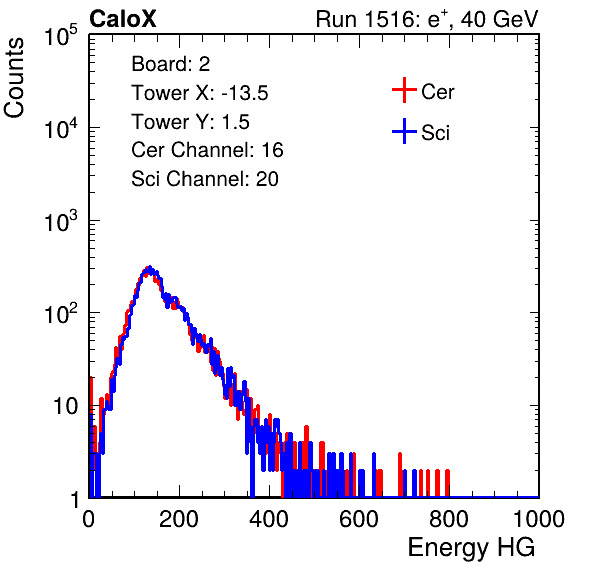 CaloX Run 1516: e⁺, 40 GeV
Counts
10⁵
10⁴
10³
10²
10
1
Board: 2
Tower X: -13.5
Tower Y: 1.5
Cer Channel: 16
Sci Channel: 20
Cer
Sci
0 200 400 600 800 1000
Energy HG